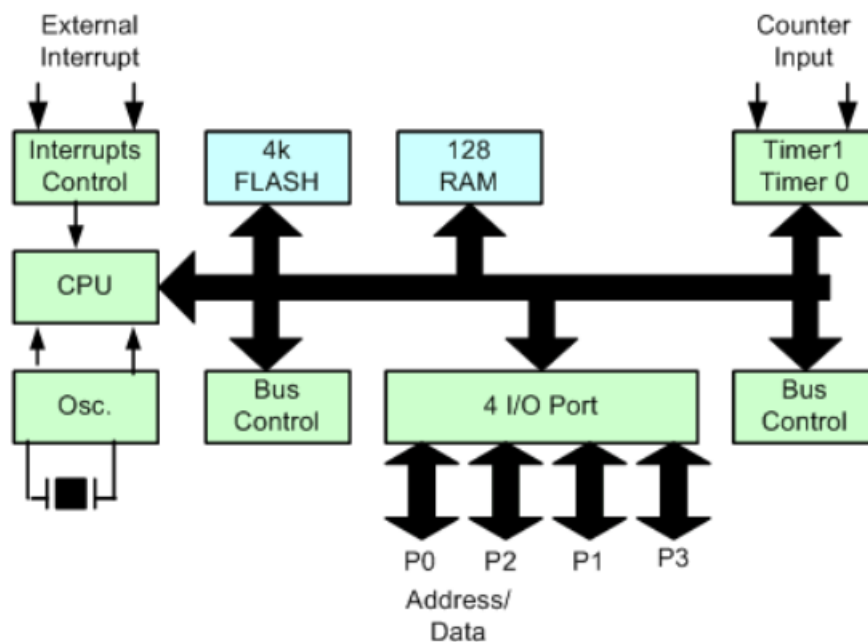 External
Interrupt
Counter
Input
Interrupts
Control
4k
FLASH
128
RAM
Timer1
Timer 0
CPU
Osc.
Bus
Control
4 I/O Port
Bus
Control
P0
P2
P1
P3
Address/
Data